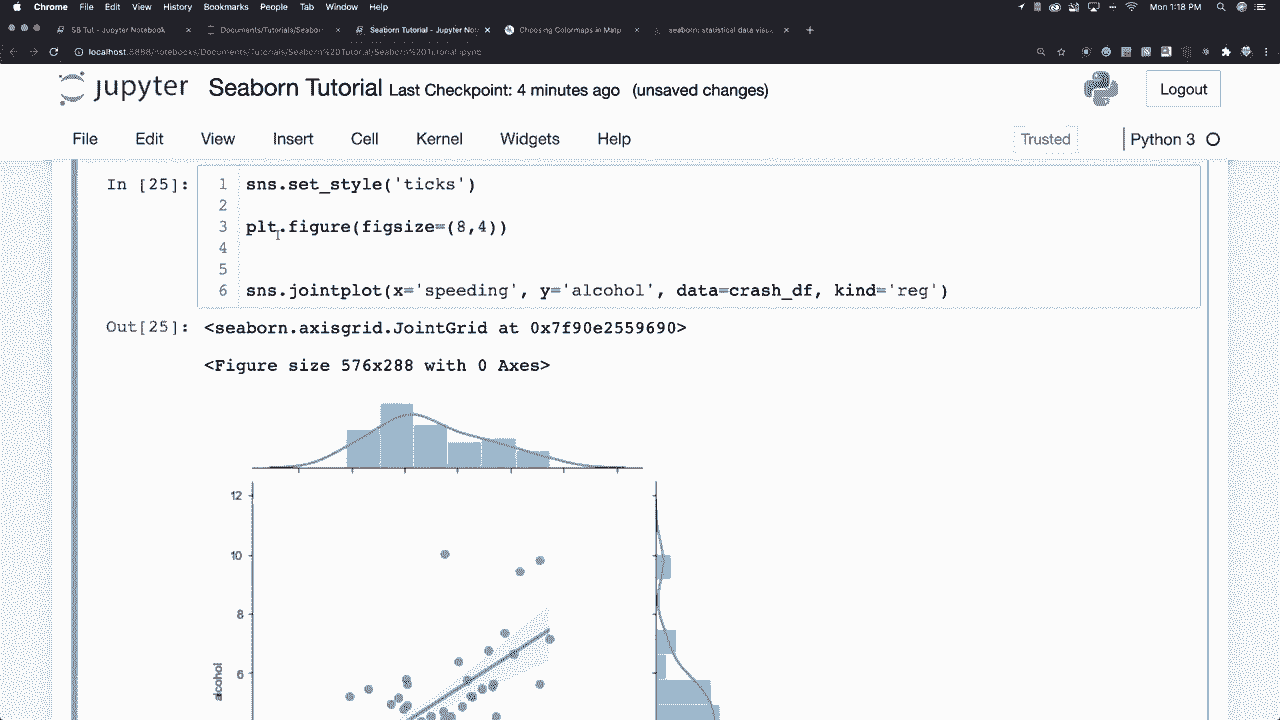 Chrome File Edit View History Bookmarks People Tab Window Help Mon 1:18 PM
SB Tut - Jupyter Notebook Documents/Tutorials/Seabor Seaborn Tutorial - Jupyter Not Choosing Colormaps in Matp seaborn: statistical data visu
localhost:8888/notebooks/Documents/Tutorials/Seaborn%20Tutorial/Seaborn%20Tutorial.ipynb
jupyter Seaborn Tutorial Last Checkpoint: 4 minutes ago (unsaved changes) Logout
File Edit View Insert Cell Kernel Widgets Help Trusted Python 3
In [25]: 1 sns.set_style('ticks')
2
3 plt.figure(figsize=(8,4))
4
5
6 sns.jointplot(x='speeding', y='alcohol', data=crash_df, kind='reg')
Out[25]: <seaborn.axisgrid.JointGrid at 0x7f90e2559690>
<Figure size 576x288 with 0 Axes>
12
10
8
6
alcohol